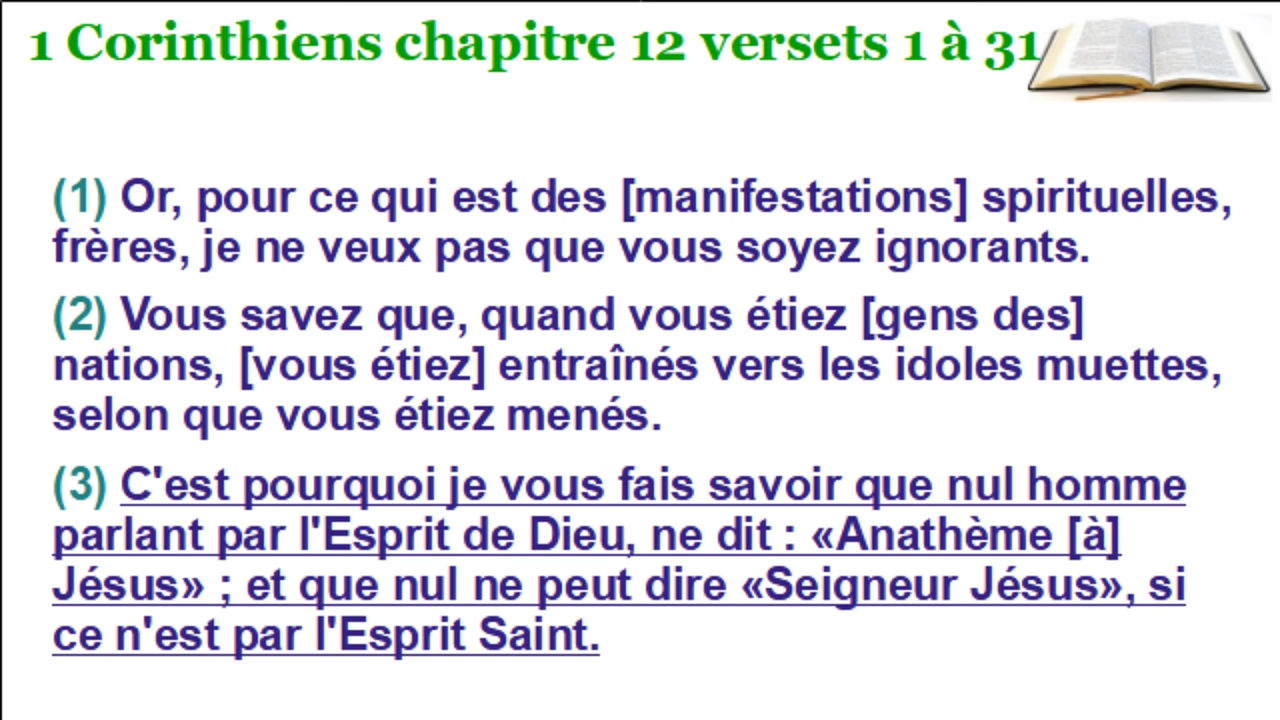 1 Corinthiens chapitre 12 versets 1 à 31
(1) Or, pour ce qui est des [manifestations] spirituelles,
frères, je ne veux pas que vous soyez ignorants.
(2) Vous savez que, quand vous étiez [gens des]
nations, [vous étiez] entraînés vers les idoles muettes,
selon que vous étiez menés.
(3) C'est pourquoi je vous fais savoir que nul homme
parlant par l'Esprit de Dieu, ne dit : «Anathème [à]
Jésus» ; et que nul ne peut dire «Seigneur Jésus», si
ce n'est par l'Esprit Saint.